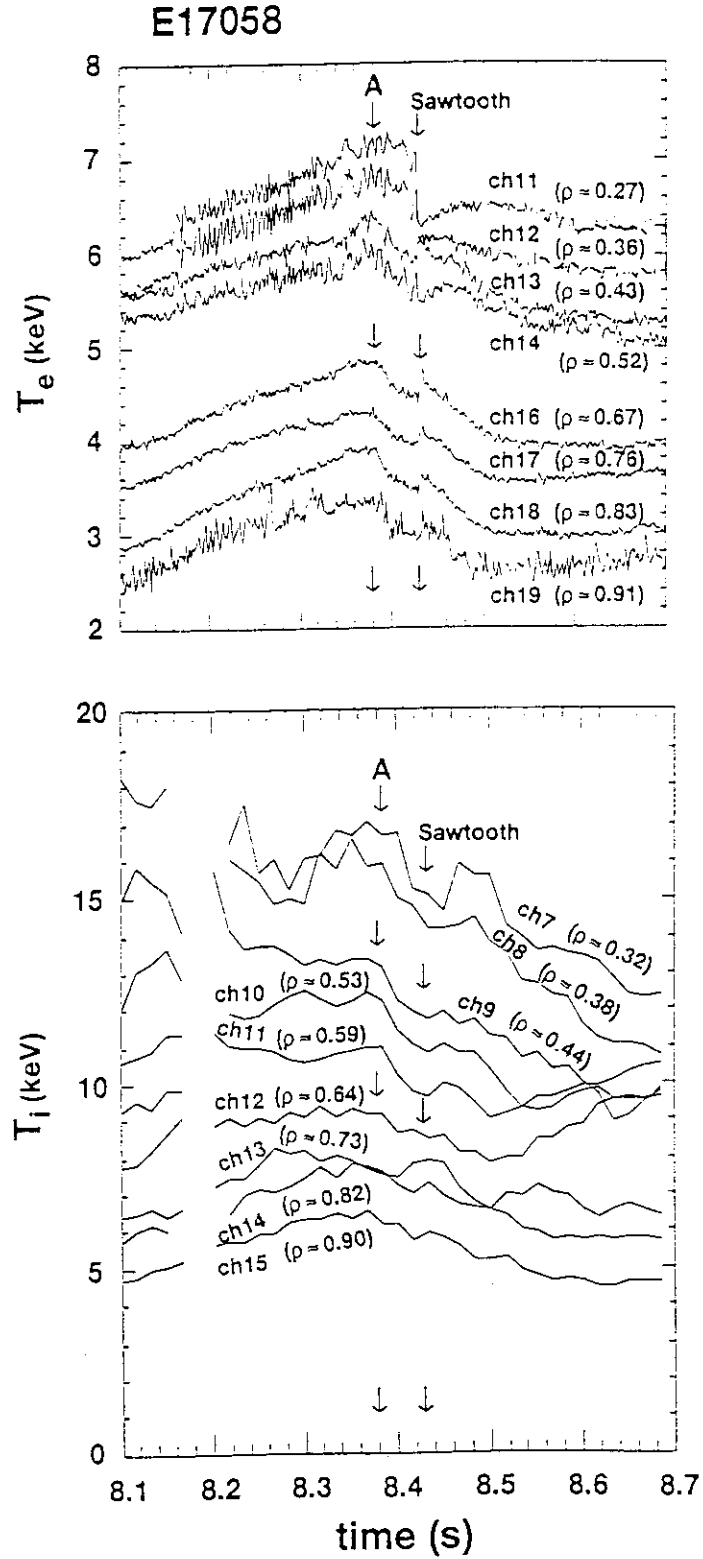 E17058
8
A
Sawtooth
7
ch11 (ρ≈0.27)
6
ch12 (ρ≈0.36)
ch13 (ρ≈0.43)
5
ch14
(ρ≈0.52)
T_e (keV)
ch16 (ρ≈0.67)
4
ch17 (ρ≈0.76)
ch18 (ρ≈0.83)
3
ch19 (ρ≈0.91)
2
20
A
Sawtooth
15
ch7 (ρ≈0.32)
ch8 (ρ≈0.38)
ch10 (ρ≈0.53)
ch9 (ρ≈0.44)
ch11 (ρ≈0.59)
T_i (keV)
10
ch12 (ρ≈0.64)
ch13 (ρ≈0.73)
ch14 (ρ≈0.82)
ch15 (ρ≈0.90)
5
0
8.1 8.2 8.3 8.4 8.5 8.6 8.7
time (s)